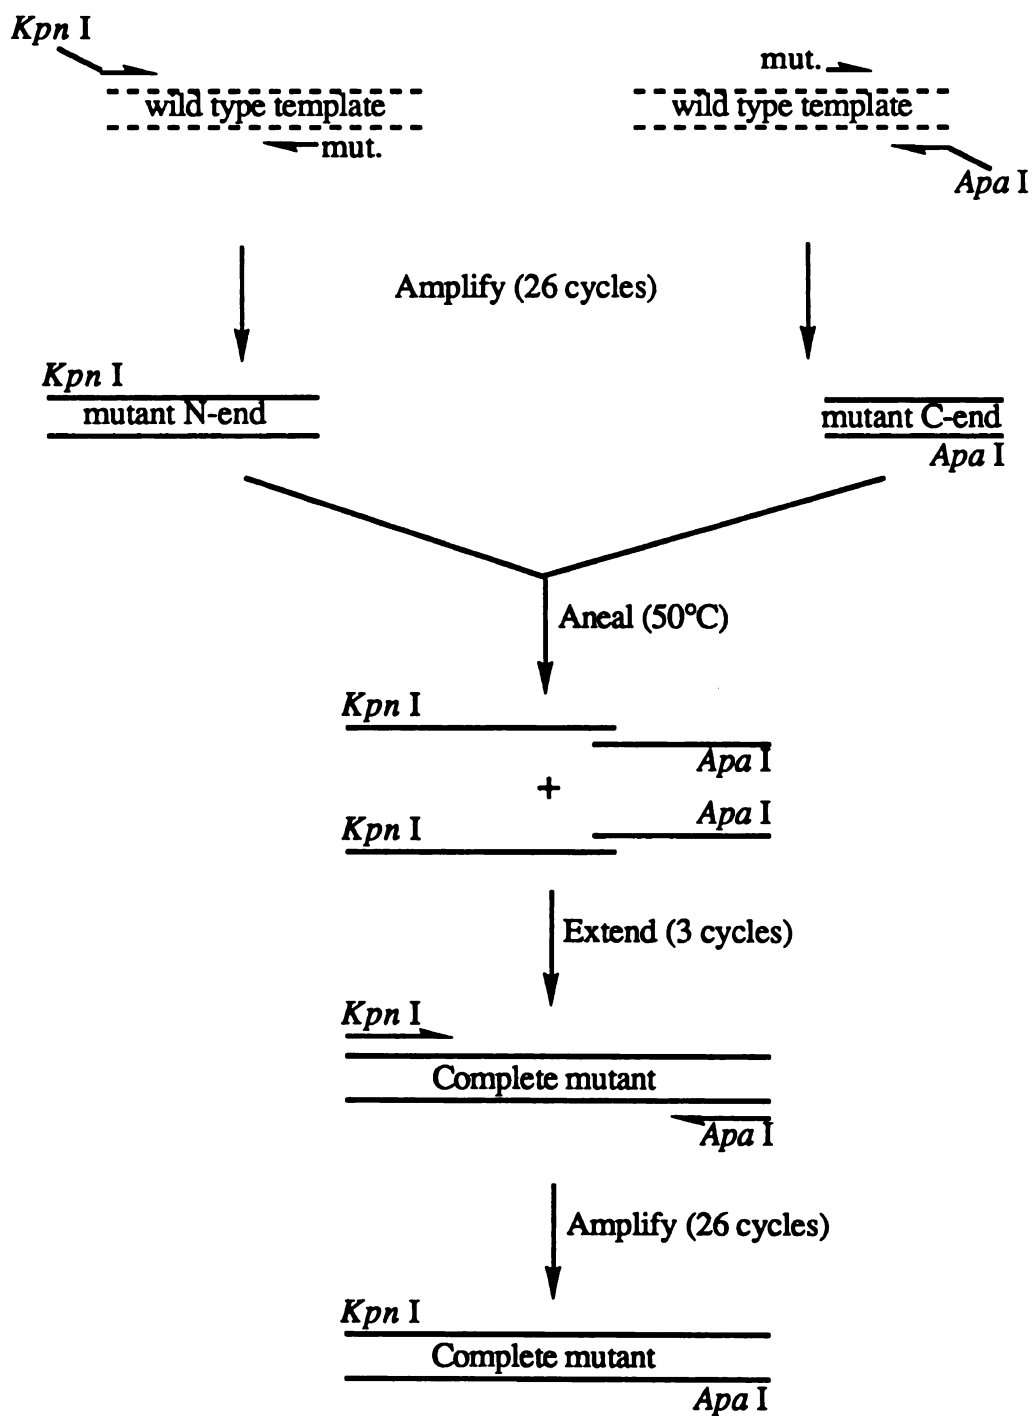 Kpn I
mut.
wild type template
wild type template
mut.
Apa I
Amplify (26 cycles)
Kpn I
mutant N-end
mutant C-end
Apa I
Aneal (50°C)
Kpn I
Apa I
+
Apa I
Kpn I
Extend (3 cycles)
Kpn I
Complete mutant
Apa I
Amplify (26 cycles)
Kpn I
Complete mutant
Apa I